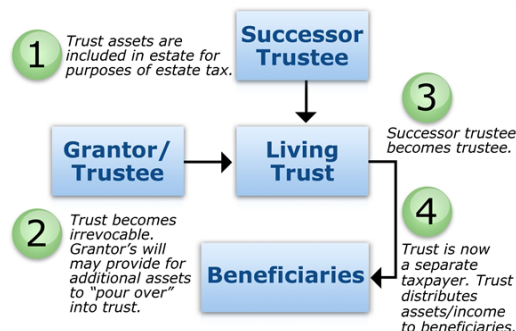 1
Trust assets are
included in estate for
purposes of estate tax.
Successor
Trustee
3
Successor trustee
becomes trustee.
Grantor/
Trustee
Living
Trust
2
Trust becomes
irrevocable.
Grantor's will
may provide for
additional assets
to “pour over”
into trust.
Beneficiaries
4
Trust is now
a separate
taxpayer. Trust
distributes
assets/income
to beneficiaries.